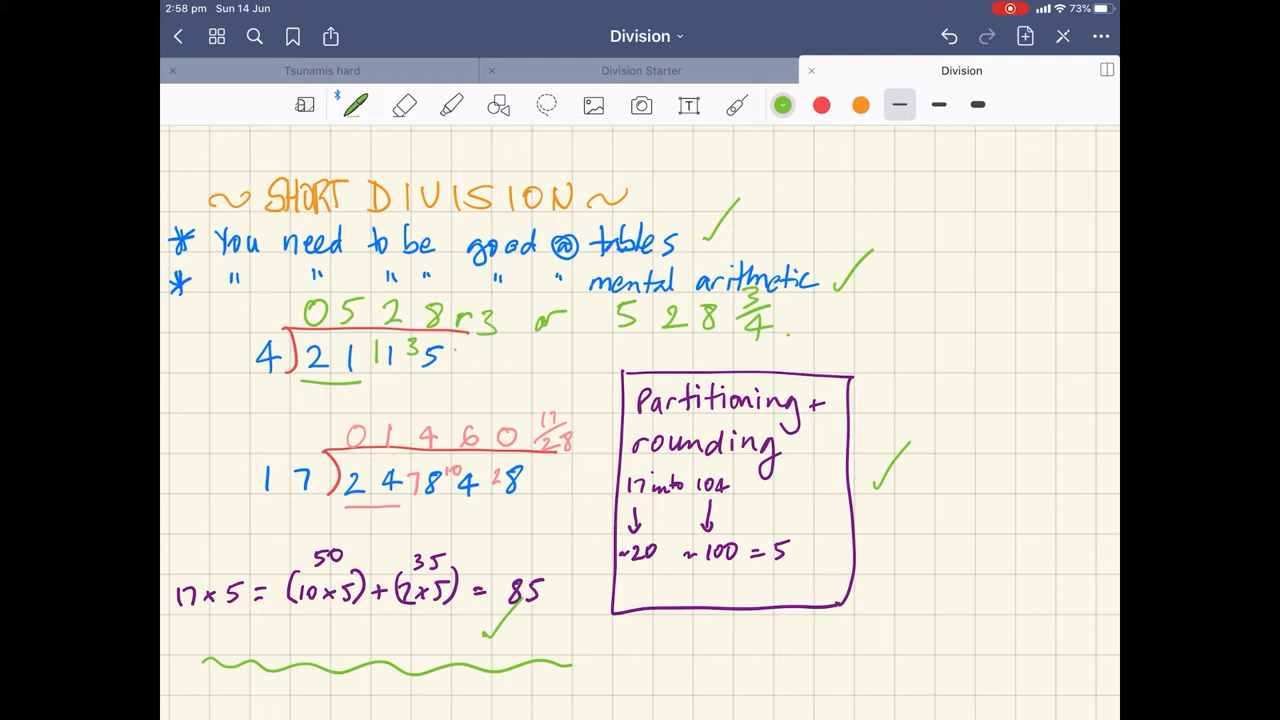 2:58 pm Sun 14 Jun 73%
Division
Tsunamis hard Division Starter Division
~ SHORT DIVISION ~
* You need to be good @ tables
* " " " " " " mental arithmetic
0 5 2 8 r3 or 5 2 8 3/4
4) 2 1 1 1 3 5
0 1 4 6 0 17/28
1 7 ) 2 4 7 8 10 4 2 8
Partitioning +
rounding
17 into 104
~20 ~100 = 5
50 35
17 x 5 = (10 x 5) + (7 x 5) = 85